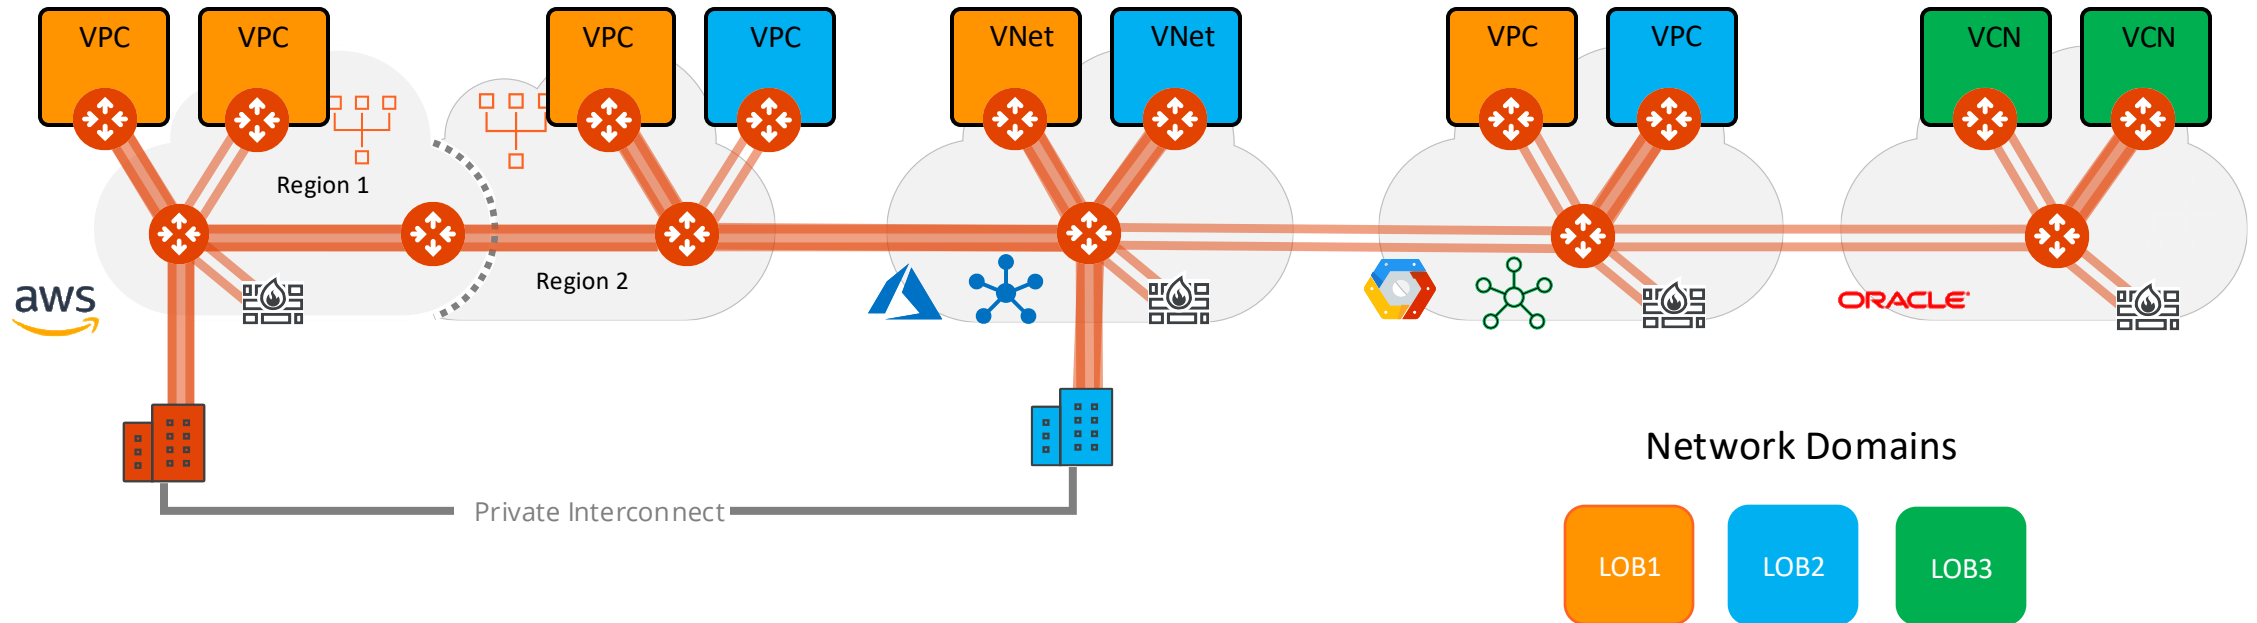 VPC
VPC
VPC
VPC
VNet
VNet
VPC
VPC
VCN
VCN
Region 1
Region 2
aws
ORACLE
Private Interconnect
Network Domains
LOB1
LOB2
LOB3